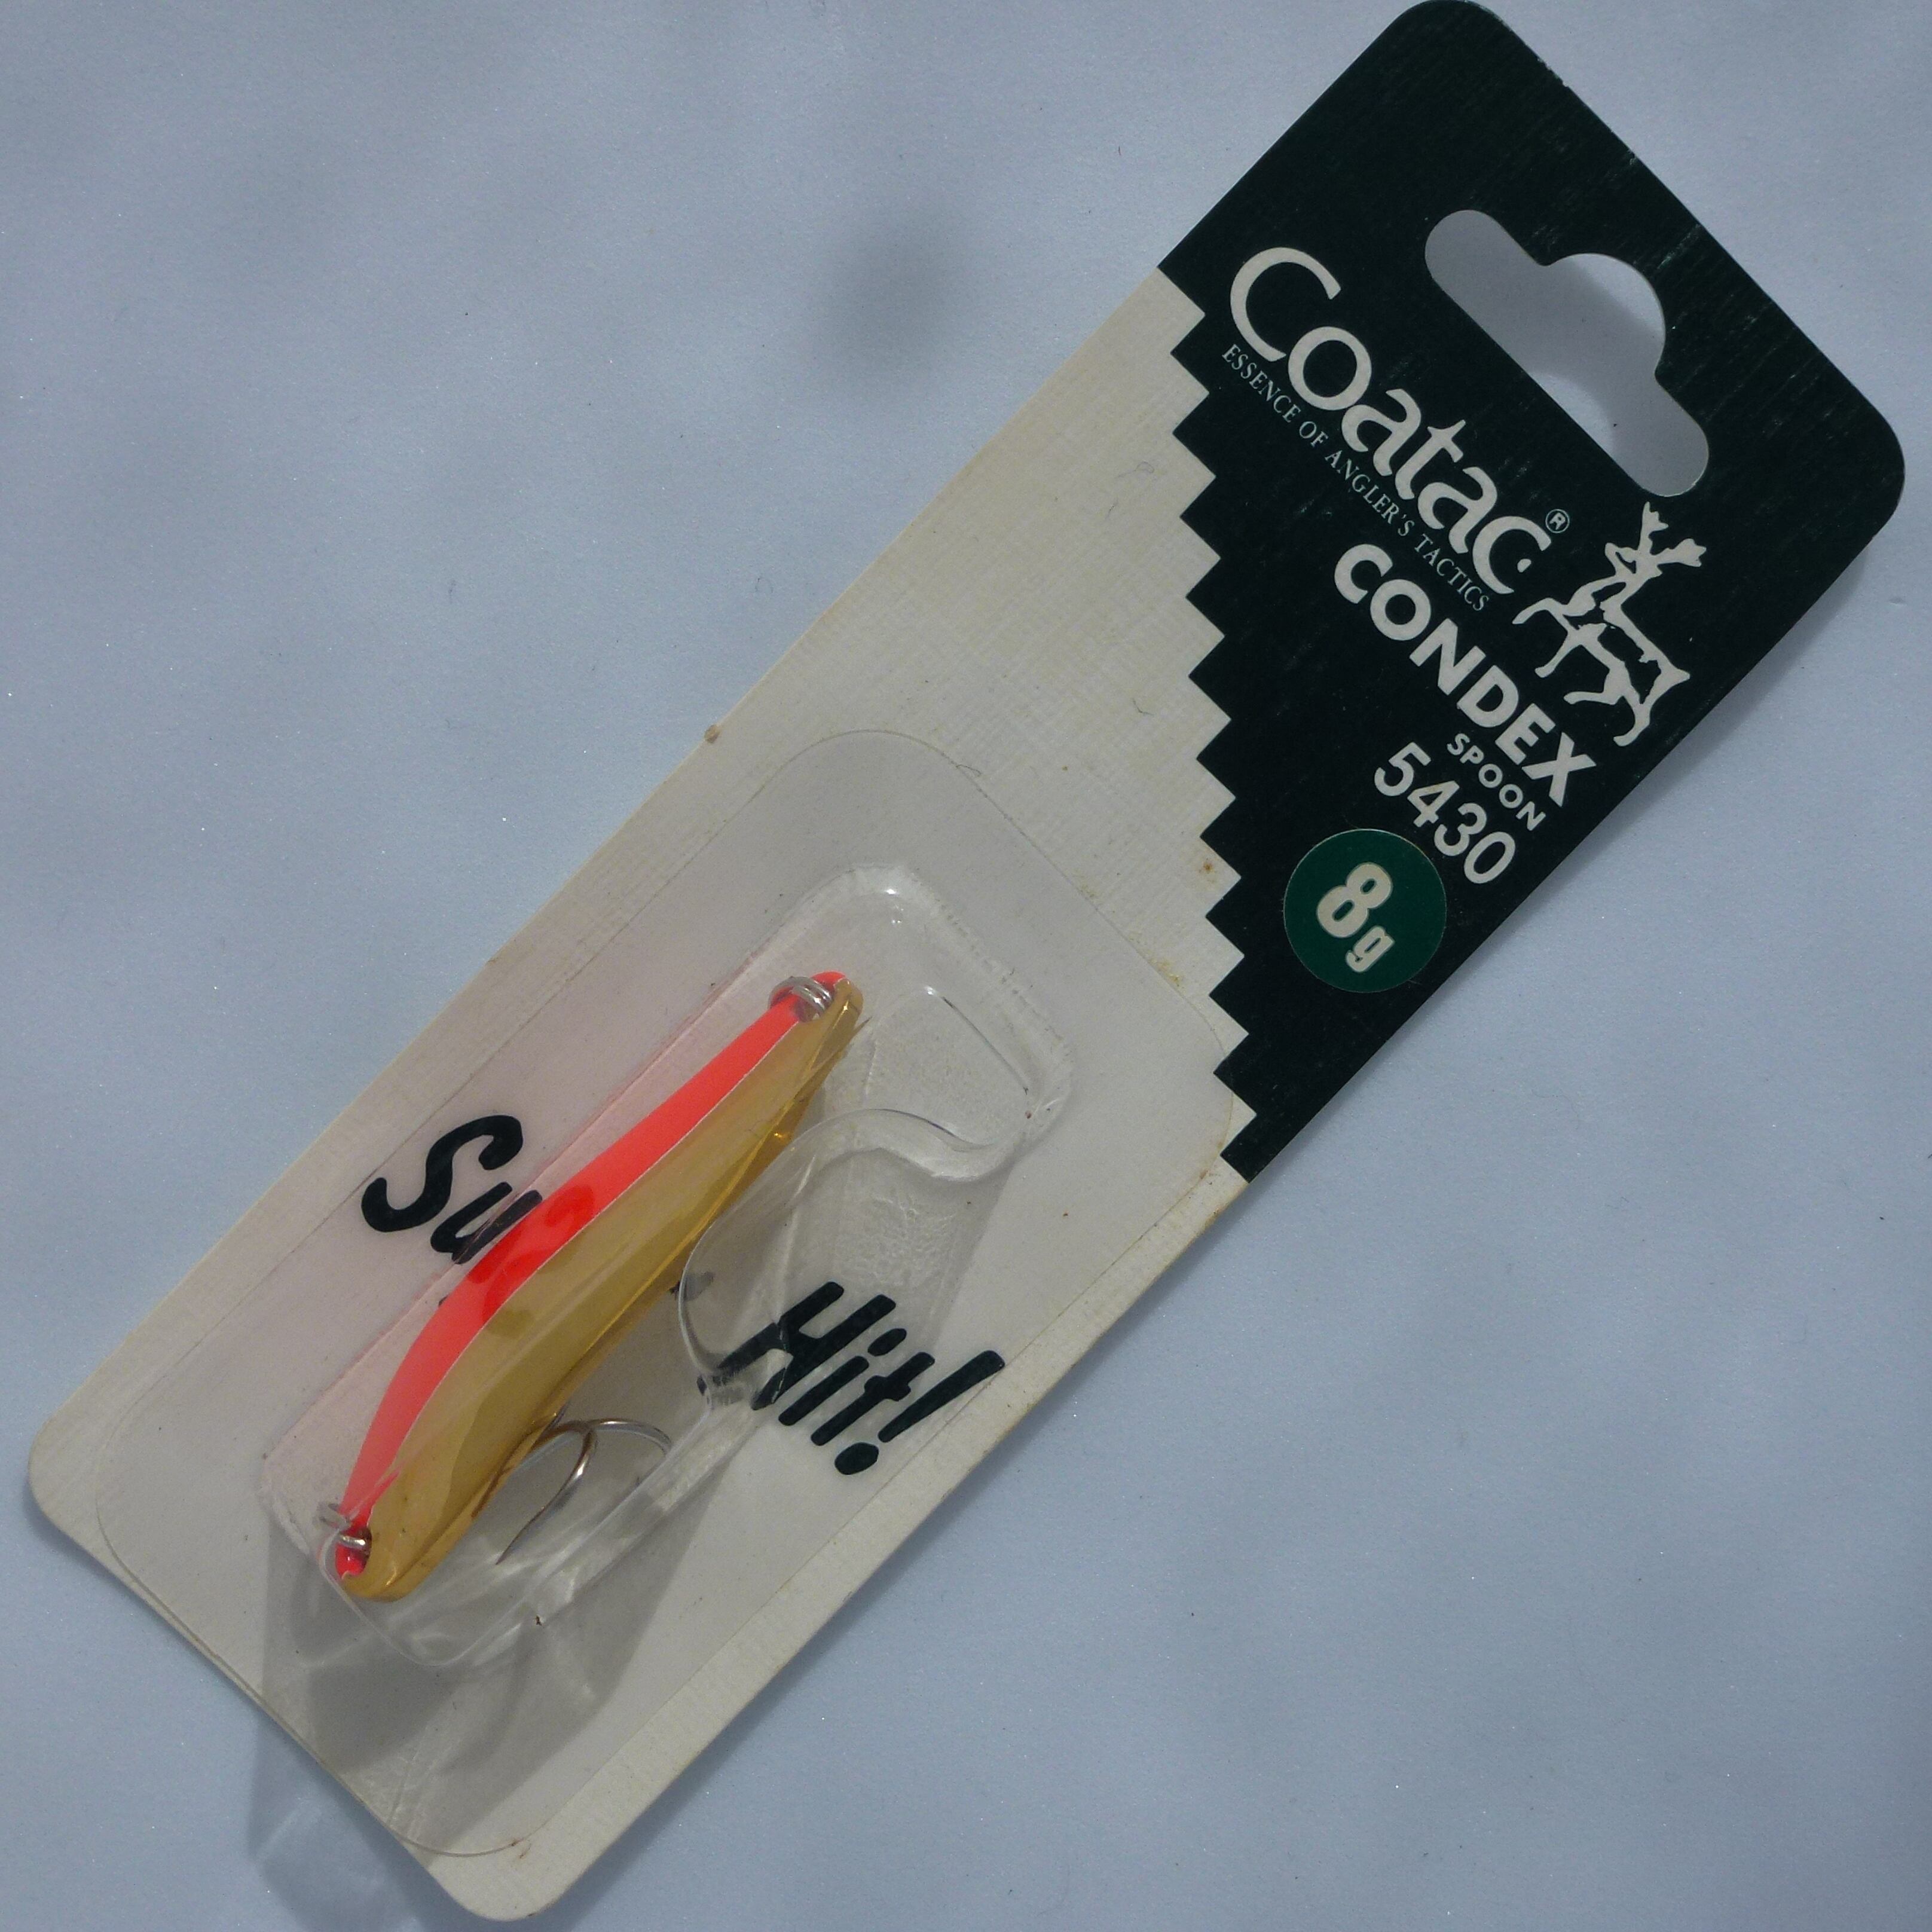 Coatac®
ESSENCE OF ANGLER'S TACTICS
CONDEX
SPOON
5430
8g
Hit!